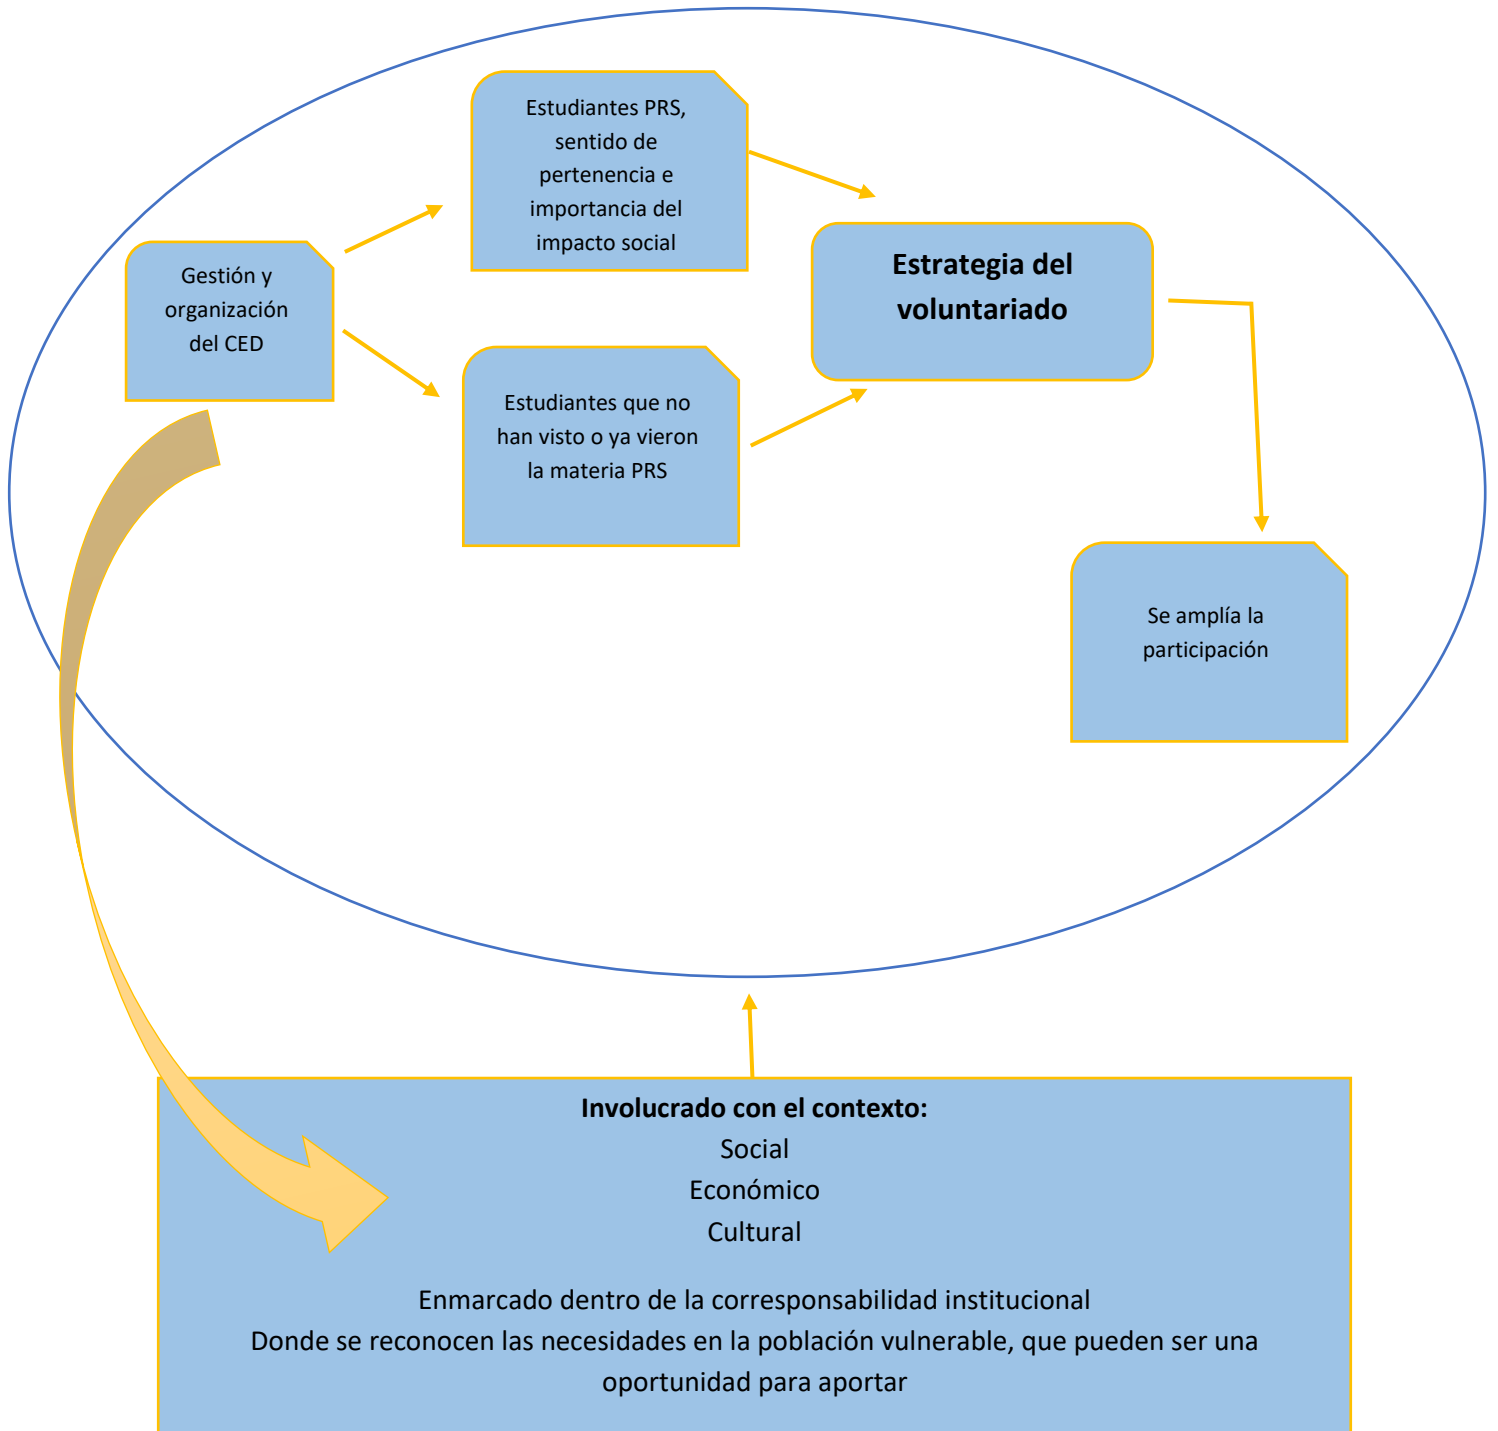 Estudiantes PRS,
sentido de
pertenencia e
importancia del
impacto social
Gestión y
organización
del CED
Estrategia del
voluntariado
Estudiantes que no
han visto o ya vieron
la materia PRS
Se amplía la
participación
Involucrado con el contexto:
Social
Económico
Cultural
Enmarcado dentro de la corresponsabilidad institucional
Donde se reconocen las necesidades en la población vulnerable, que pueden ser una
oportunidad para aportar